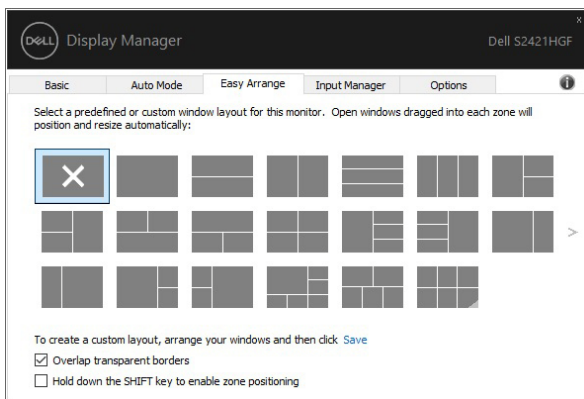 x
DELL Display Manager Dell S2421HGF
Basic Auto Mode Easy Arrange Input Manager Options i
Select a predefined or custom window layout for this monitor. Open windows dragged into each zone will
position and resize automatically:
>
To create a custom layout, arrange your windows and then click Save
Overlap transparent borders
Hold down the SHIFT key to enable zone positioning